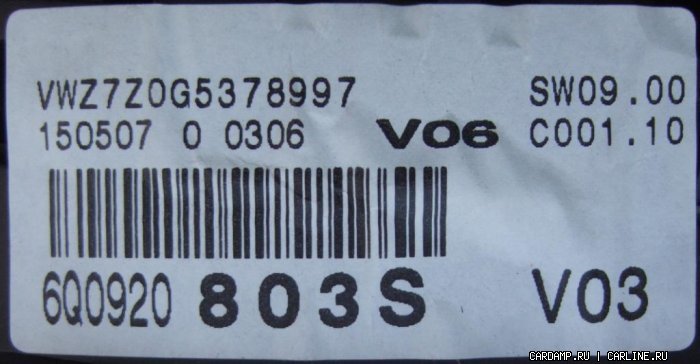 VWZ7Z0G5378997 SW09.00
150507 0 0306 V06 C001.10
6Q0920 803S V03
CARDAMP.RU | CARLINE.RU